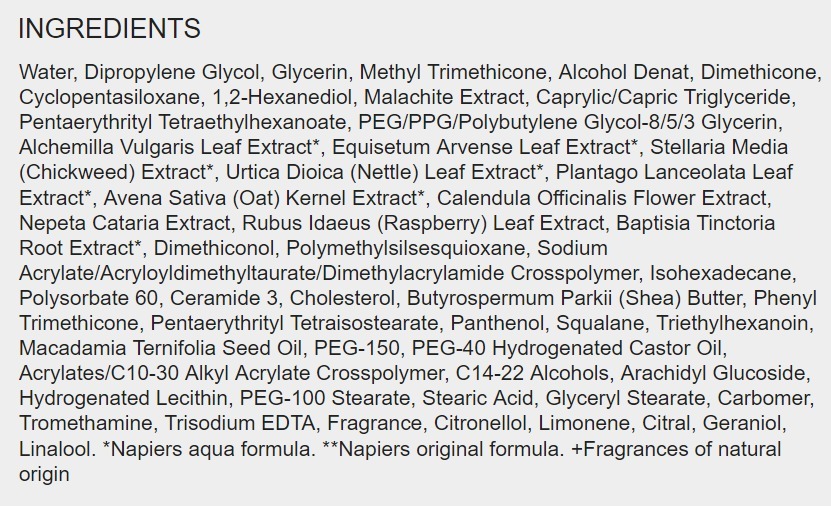 INGREDIENTS
Water, Dipropylene Glycol, Glycerin, Methyl Trimethicone, Alcohol Denat, Dimethicone,
Cyclopentasiloxane, 1,2-Hexanediol, Malachite Extract, Caprylic/Capric Triglyceride,
Pentaerythrityl Tetraethylhexanoate, PEG/PPG/Polybutylene Glycol-8/5/3 Glycerin,
Alchemilla Vulgaris Leaf Extract*, Equisetum Arvense Leaf Extract*, Stellaria Media
(Chickweed) Extract*, Urtica Dioica (Nettle) Leaf Extract*, Plantago Lanceolata Leaf
Extract*, Avena Sativa (Oat) Kernel Extract*, Calendula Officinalis Flower Extract,
Nepeta Cataria Extract, Rubus Idaeus (Raspberry) Leaf Extract, Baptisia Tinctoria
Root Extract*, Dimethiconol, Polymethylsilsesquioxane, Sodium
Acrylate/Acryloyldimethyltaurate/Dimethylacrylamide Crosspolymer, Isohexadecane,
Polysorbate 60, Ceramide 3, Cholesterol, Butyrospermum Parkii (Shea) Butter, Phenyl
Trimethicone, Pentaerythrityl Tetraisostearate, Panthenol, Squalane, Triethylhexanoin,
Macadamia Ternifolia Seed Oil, PEG-150, PEG-40 Hydrogenated Castor Oil,
Acrylates/C10-30 Alkyl Acrylate Crosspolymer, C14-22 Alcohols, Arachidyl Glucoside,
Hydrogenated Lecithin, PEG-100 Stearate, Stearic Acid, Glyceryl Stearate, Carbomer,
Tromethamine, Trisodium EDTA, Fragrance, Citronellol, Limonene, Citral, Geraniol,
Linalool. *Napiers aqua formula. **Napiers original formula. +Fragrances of natural
origin